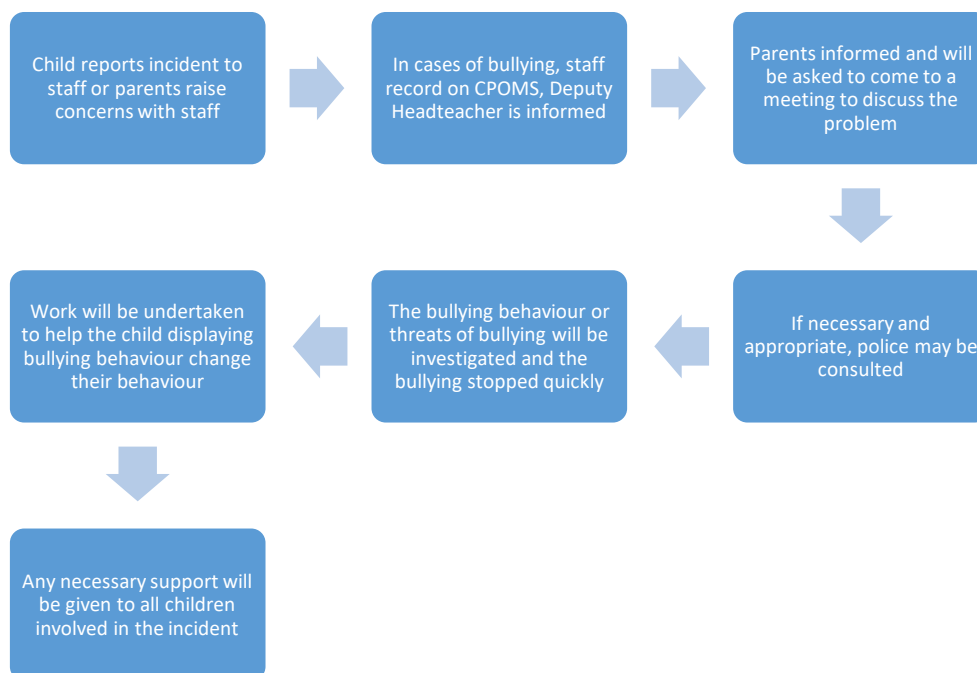 Child reports incident to
staff or parents raise
concerns with staff
In cases of bullying, staff
record on CPOMS, Deputy
Headteacher is informed
Parents informed and will
be asked to come to a
meeting to discuss the
problem
If necessary and
appropriate, police may be
consulted
The bullying behaviour or
threats of bullying will be
investigated and the
bullying stopped quickly
Work will be undertaken
to help the child displaying
bullying behaviour change
their behaviour
Any necessary support will
be given to all children
involved in the incident